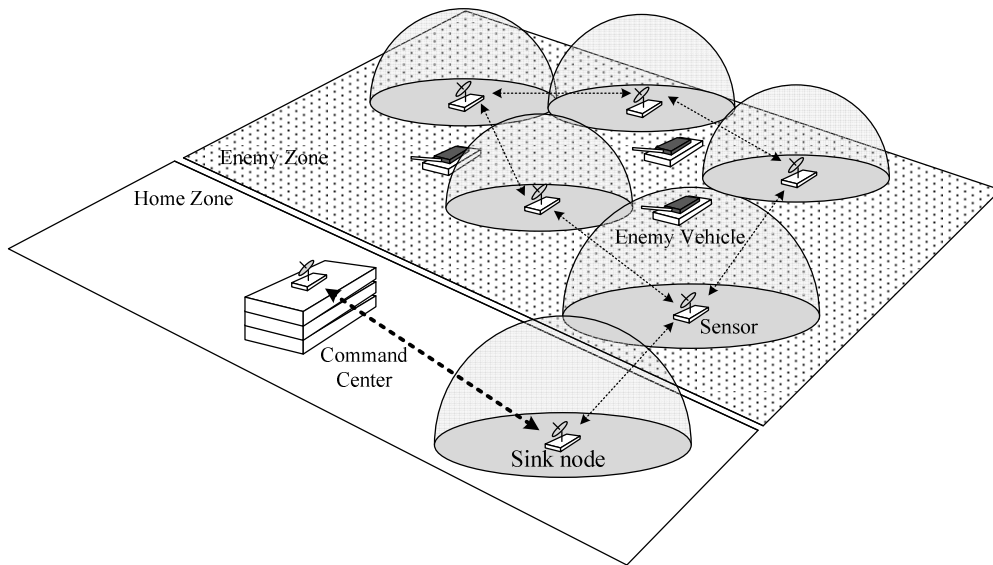 Enemy Zone
Home Zone
Enemy Vehicle
Sensor
Command
Center
Sink node